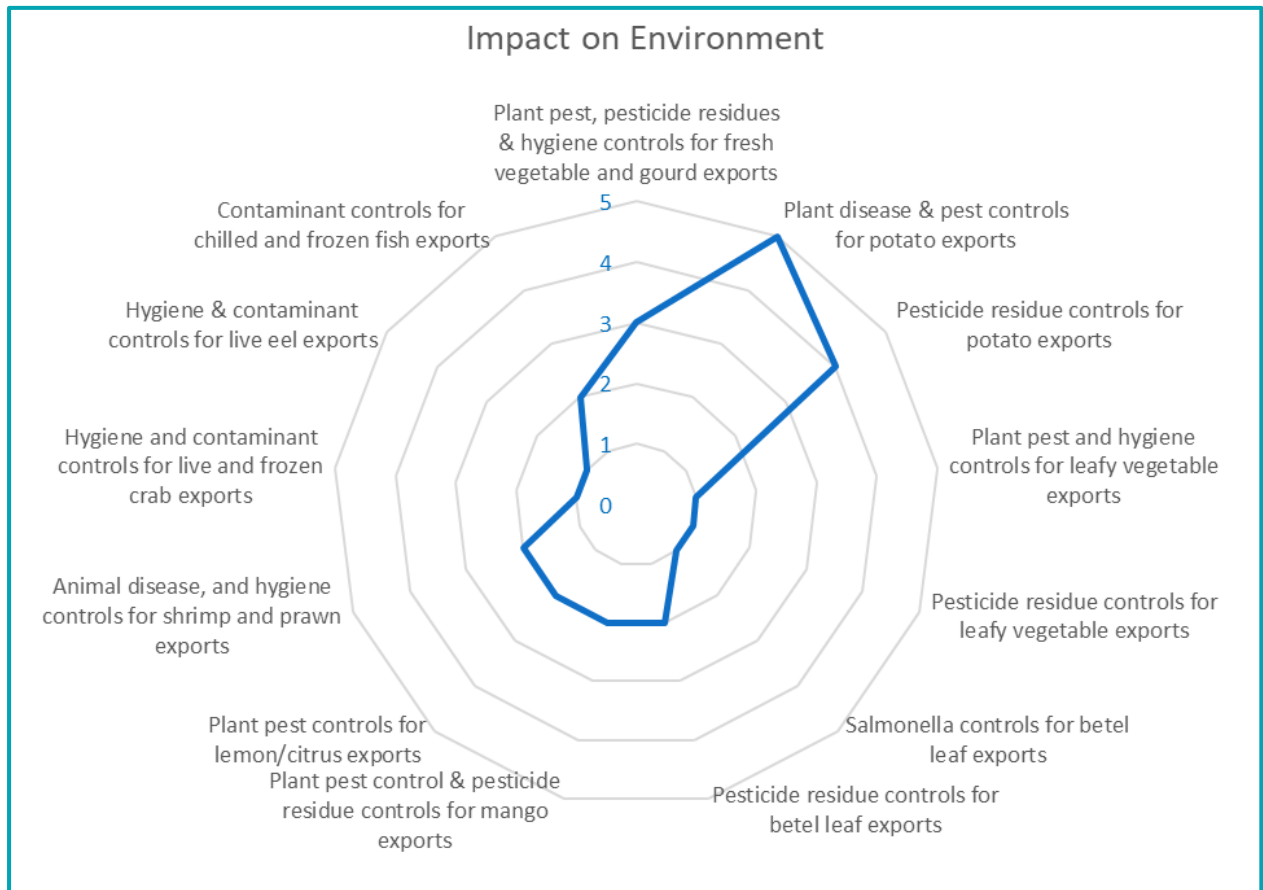 Impact on Environment
Plant pest, pesticide residues
& hygiene controls for fresh
vegetable and gourd exports
Plant disease & pest controls
for potato exports
Pesticide residue controls for
potato exports
Plant pest and hygiene
controls for leafy vegetable
exports
Pesticide residue controls for
leafy vegetable exports
Salmonella controls for betel
leaf exports
Pesticide residue controls for
betel leaf exports
Plant pest control & pesticide
residue controls for mango
exports
Plant pest controls for
lemon/citrus exports
Animal disease, and hygiene
controls for shrimp and prawn
exports
Hygiene and contaminant
controls for live and frozen
crab exports
Hygiene & contaminant
controls for live eel exports
Contaminant controls for
chilled and frozen fish exports
5
4
3
2
1
0